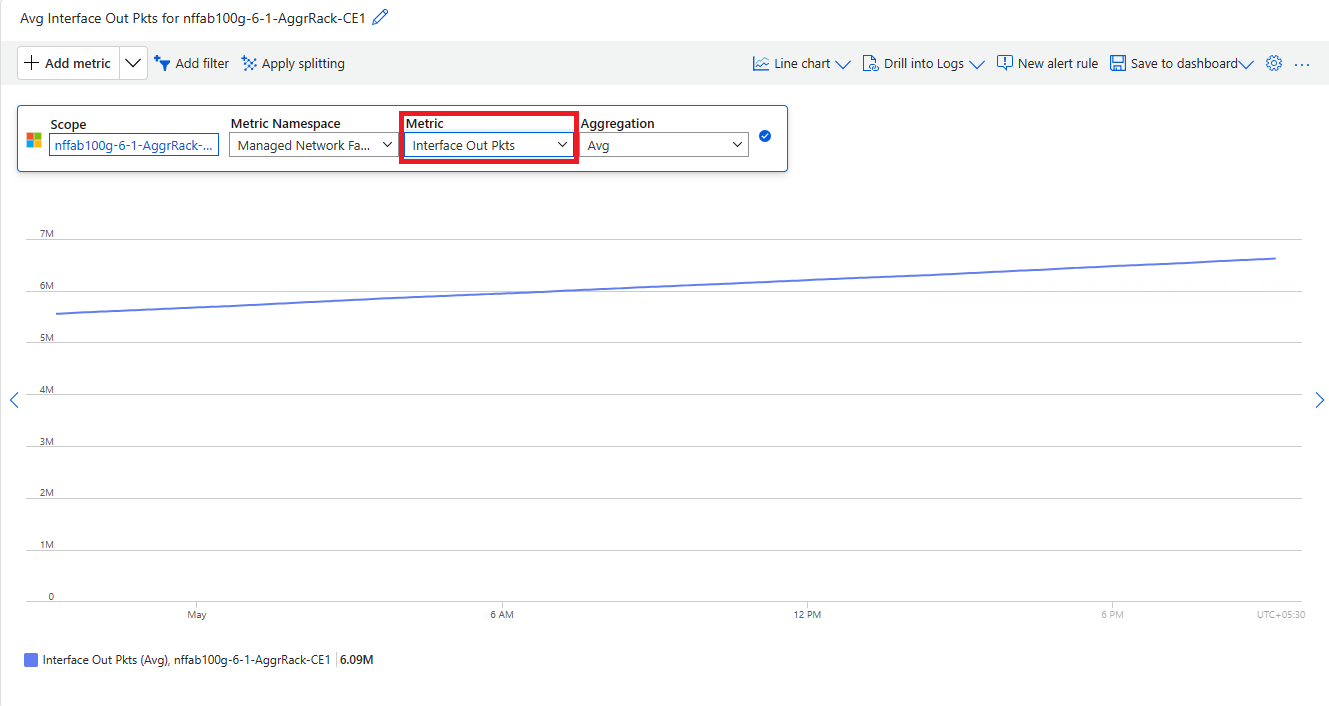 Avg Interface Out Pkts for nffab100g-6-1-AggrRack-CE1
Add metric Add filter Apply splitting Line chart Drill into Logs New alert rule Save to dashboard ...
Scope Metric Namespace Metric Aggregation
nffab100g-6-1-AggrRack-... Managed Network Fa... Interface Out Pkts Avg
7M
6M
5M
4M
3M
2M
1M
0
May 6 AM 12 PM 6 PM UTC+05:30
Interface Out Pkts (Avg), nffab100g-6-1-AggrRack-CE1 6.09M